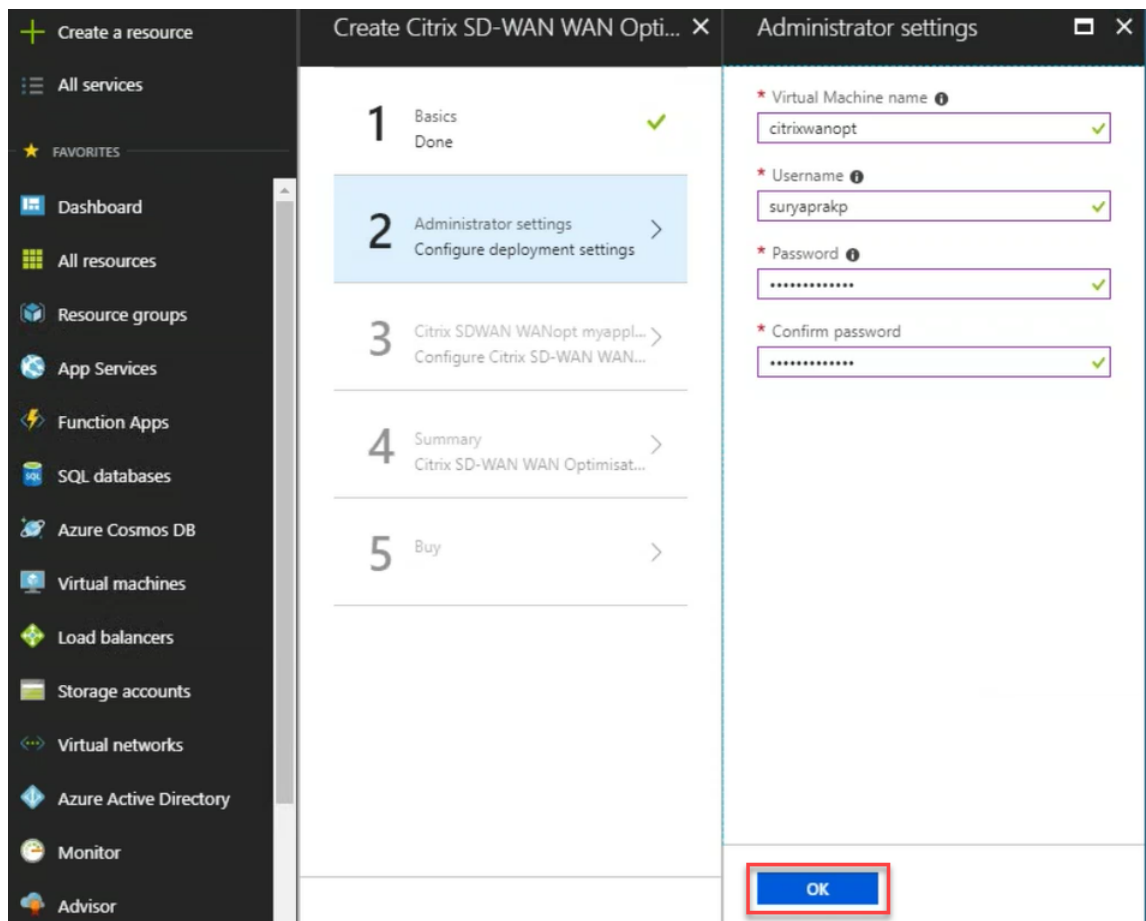 Create a resource
All services
FAVORITES
Dashboard
All resources
Resource groups
App Services
Function Apps
SQL databases
Azure Cosmos DB
Virtual machines
Load balancers
Storage accounts
Virtual networks
Azure Active Directory
Monitor
Advisor
Create Citrix SD-WAN WAN Opti...
1
Basics
Done
2
Administrator settings
Configure deployment settings
3
Citrix SDWAN WANopt myappl...
Configure Citrix SD-WAN WAN...
4
Summary
Citrix SD-WAN WAN Optimisat...
5
Buy
Administrator settings
* Virtual Machine name
citrixwanopt
* Username
suryaprakp
* Password
•••••••••••••
* Confirm password
•••••••••••••
OK